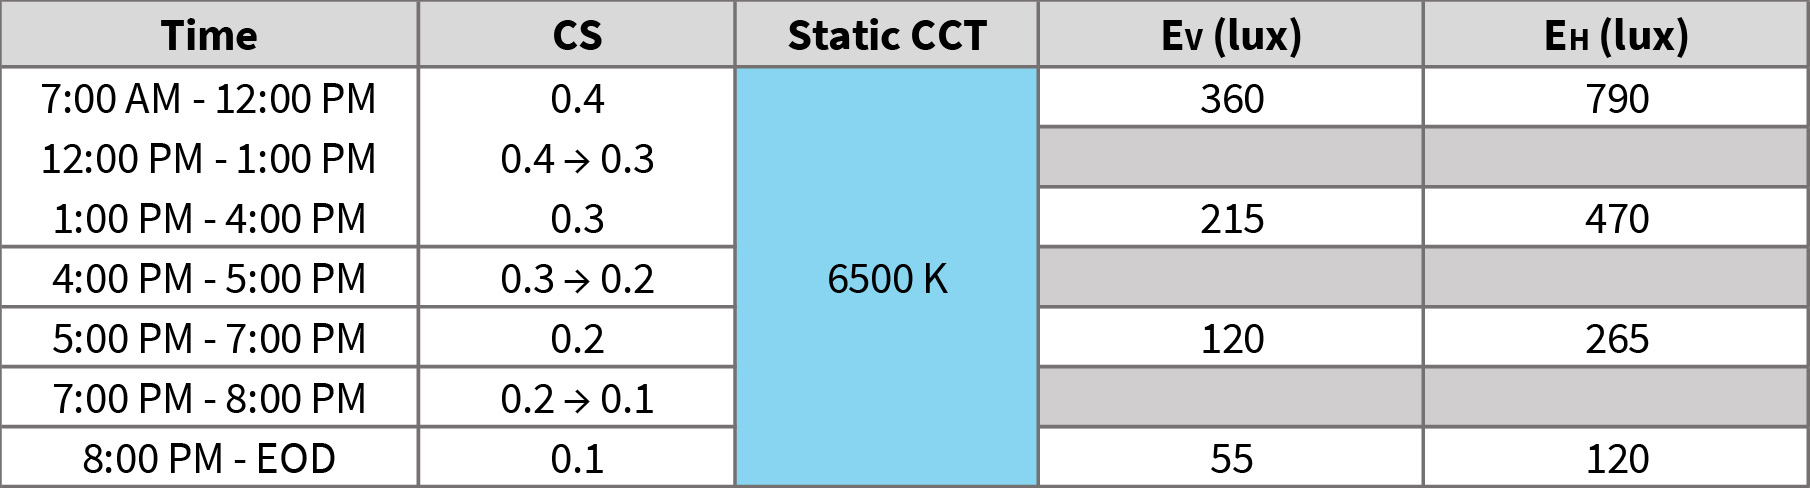 Time CS Static CCT EV (lux) EH (lux)
7:00 AM - 12:00 PM 0.4 360 790
12:00 PM - 1:00 PM 0.4 → 0.3
1:00 PM - 4:00 PM 0.3 215 470
4:00 PM - 5:00 PM 0.3 → 0.2 6500 K
5:00 PM - 7:00 PM 0.2 120 265
7:00 PM - 8:00 PM 0.2 → 0.1
8:00 PM - EOD 0.1 55 120